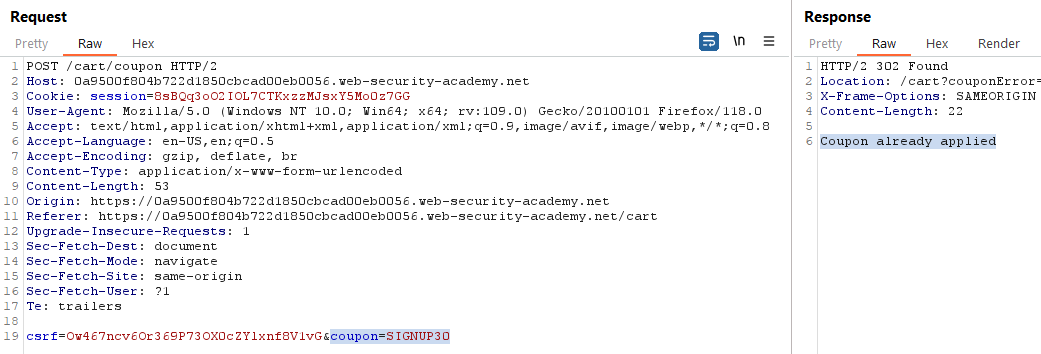 Request
Pretty Raw Hex
\n
1 POST /cart/coupon HTTP/2
2 Host: 0a9500f804b722d1850cbcad00eb0056.web-security-academy.net
3 Cookie: session=8sBQq3oO2IOL7CTKxzzMJsxY5MoOz7GG
4 User-Agent: Mozilla/5.0 (Windows NT 10.0; Win64; x64; rv:109.0) Gecko/20100101 Firefox/118.0
5 Accept: text/html,application/xhtml+xml,application/xml;q=0.9,image/avif,image/webp,*/*;q=0.8
6 Accept-Language: en-US,en;q=0.5
7 Accept-Encoding: gzip, deflate, br
8 Content-Type: application/x-www-form-urlencoded
9 Content-Length: 53
10 Origin: https://0a9500f804b722d1850cbcad00eb0056.web-security-academy.net
11 Referer: https://0a9500f804b722d1850cbcad00eb0056.web-security-academy.net/cart
12 Upgrade-Insecure-Requests: 1
13 Sec-Fetch-Dest: document
14 Sec-Fetch-Mode: navigate
15 Sec-Fetch-Site: same-origin
16 Sec-Fetch-User: ?1
17 Te: trailers
18
19 csrf=Ow467ncv6Or369P73OX0cZYlxnf8V1vG&coupon=SIGNUP30
Response
Pretty Raw Hex Render
1 HTTP/2 302 Found
2 Location: /cart?couponError=
3 X-Frame-Options: SAMEORIGIN
4 Content-Length: 22
5
6 Coupon already applied